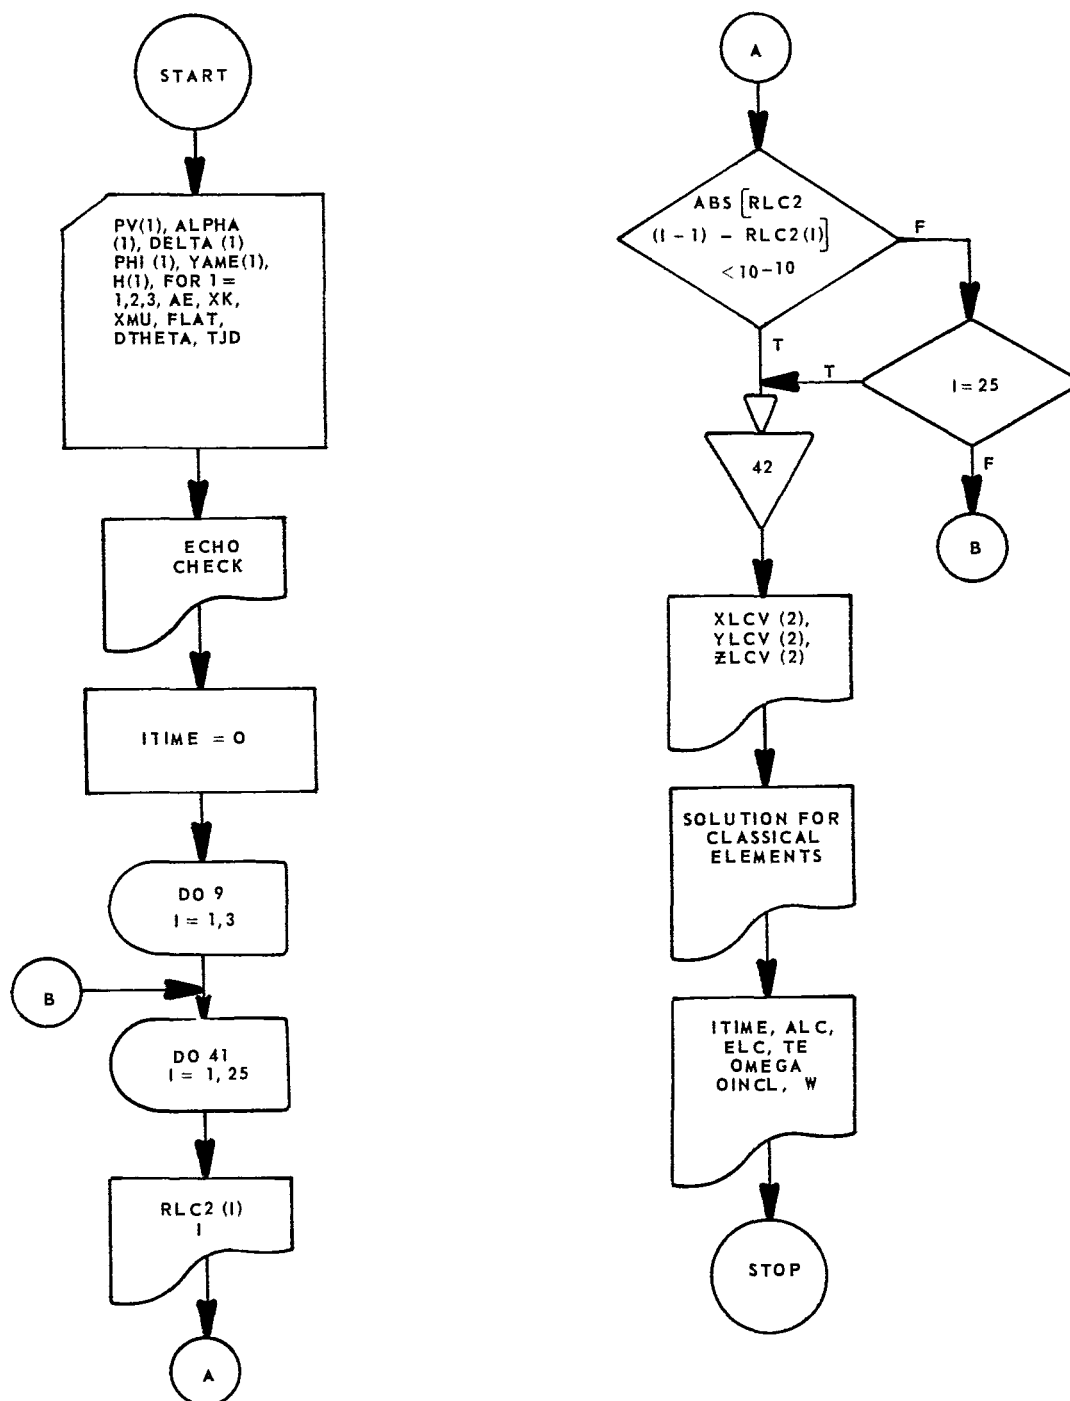 START
PV(1), ALPHA
(1), DELTA (1)
PHI (1), YAME(1),
H(1), FOR 1 =
1,2,3, AE, XK,
XMU, FLAT,
DTHETA, TJD
ECHO
CHECK
ITIME = O
DO 9
I = 1,3
B
DO 41
I = 1, 25
RLC2 (I)
I
A
A
ABS [RLC2
(I - 1) - RLC2(I)]
< 10-10
F
T
T
I = 25
F
B
42
XLCV (2),
YLCV (2),
ZLCV (2)
SOLUTION FOR
CLASSICAL
ELEMENTS
ITIME, ALC,
ELC, TE
OMEGA
OINCL, W
STOP